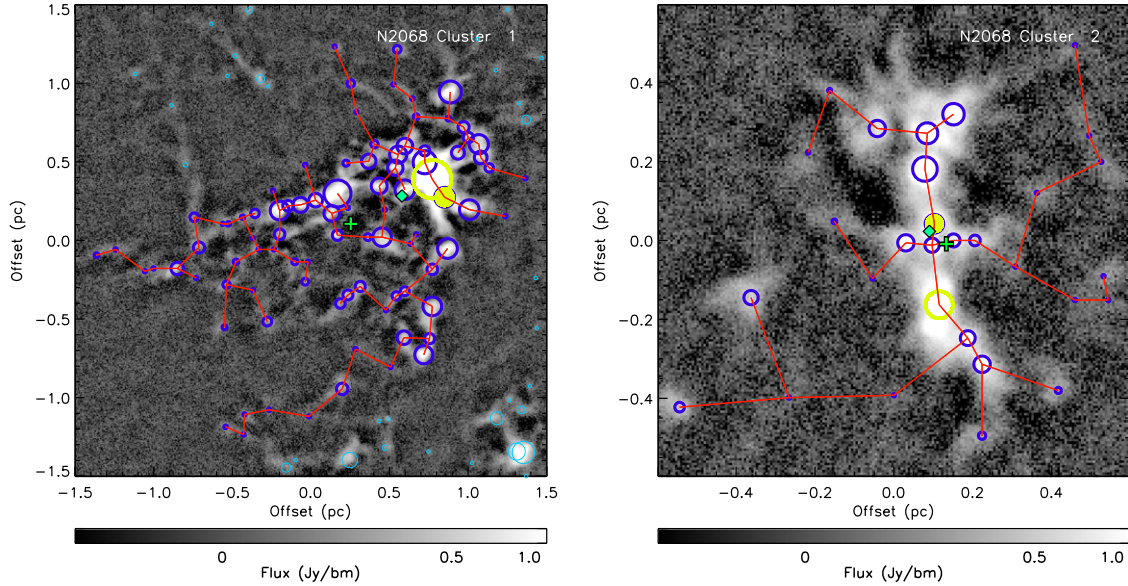 N2068 Cluster 1
1.5
1.0
0.5
0.0
−0.5
−1.0
−1.5
Offset (pc)
−1.5 −1.0 −0.5 0.0 0.5 1.0 1.5
Offset (pc)
0 0.5 1.0
Flux (Jy/bm)
N2068 Cluster 2
0.4
0.2
0.0
−0.2
−0.4
Offset (pc)
−0.4 −0.2 0.0 0.2 0.4
Offset (pc)
0 0.5 1.0
Flux (Jy/bm)